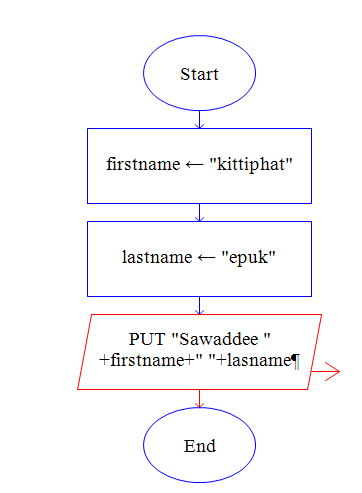 Start
firstname ← "kittiphat"
lastname ← "epuk"
PUT "Sawaddee "
+firstname+" "+lasname¶
End